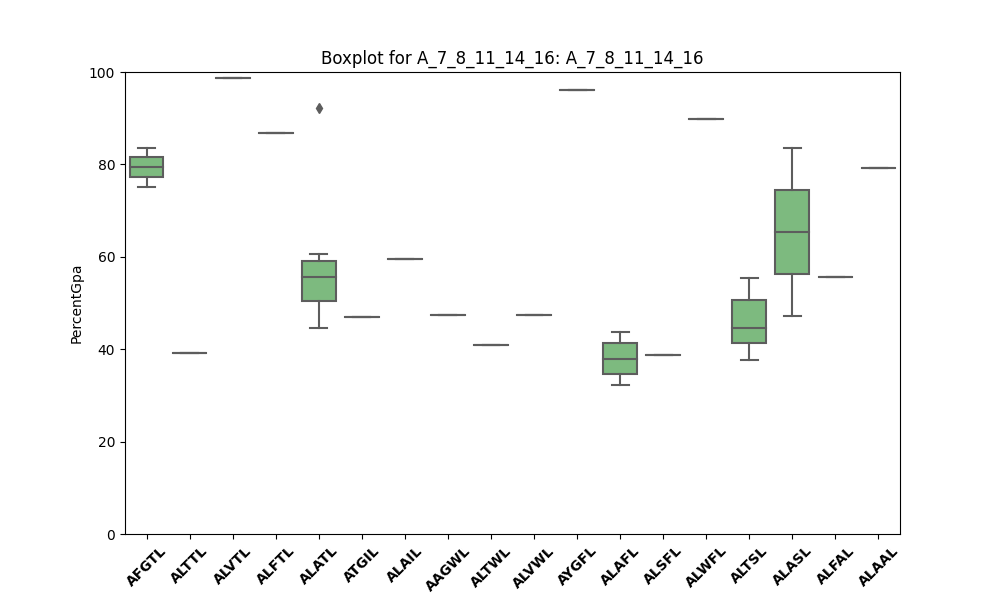 Boxplot for A_7_8_11_14_16: A_7_8_11_14_16
PercentGpa
100
80
60
40
20
0
AFGTL
ALTTL
ALVTL
ALFTL
ALATL
ATGIL
ALAIL
AAGWL
ALTWL
ALVWL
AYGFL
ALAFL
ALSFL
ALWFL
ALTSL
ALASL
ALFAL
ALAAL